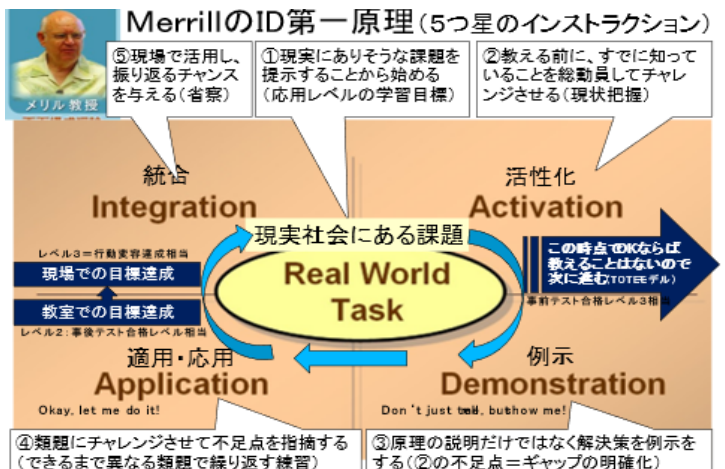 MerrillのID第一原理(5つ星のインストラクション)
メリル教授
⑤現場で活用し、
振り返るチャンス
を与える(省察)
①現実にありそうな課題を
提示することから始める
(応用レベルの学習目標)
②教える前に、すでに知って
いることを総動員してチャレ
ンジさせる(現状把握)
統合
Integration
活性化
Activation
レベル3=行動変容達成相当
現場での目標達成
教室での目標達成
レベル2:事後テスト合格レベル相当
現実社会にある課題
Real World
Task
この時点でOKならば
教えることはないので
次に進む(TOTEモデル)
事前テスト合格レベル3相当
適用・応用
Application
Okay, let me do it!
例示
Demonstration
Don't just tell, but show me!
④類題にチャレンジさせて不足点を指摘する
(できるまで異なる類題で繰り返す練習)
③原理の説明だけではなく解決策を例示を
する(②の不足点=ギャップの明確化)